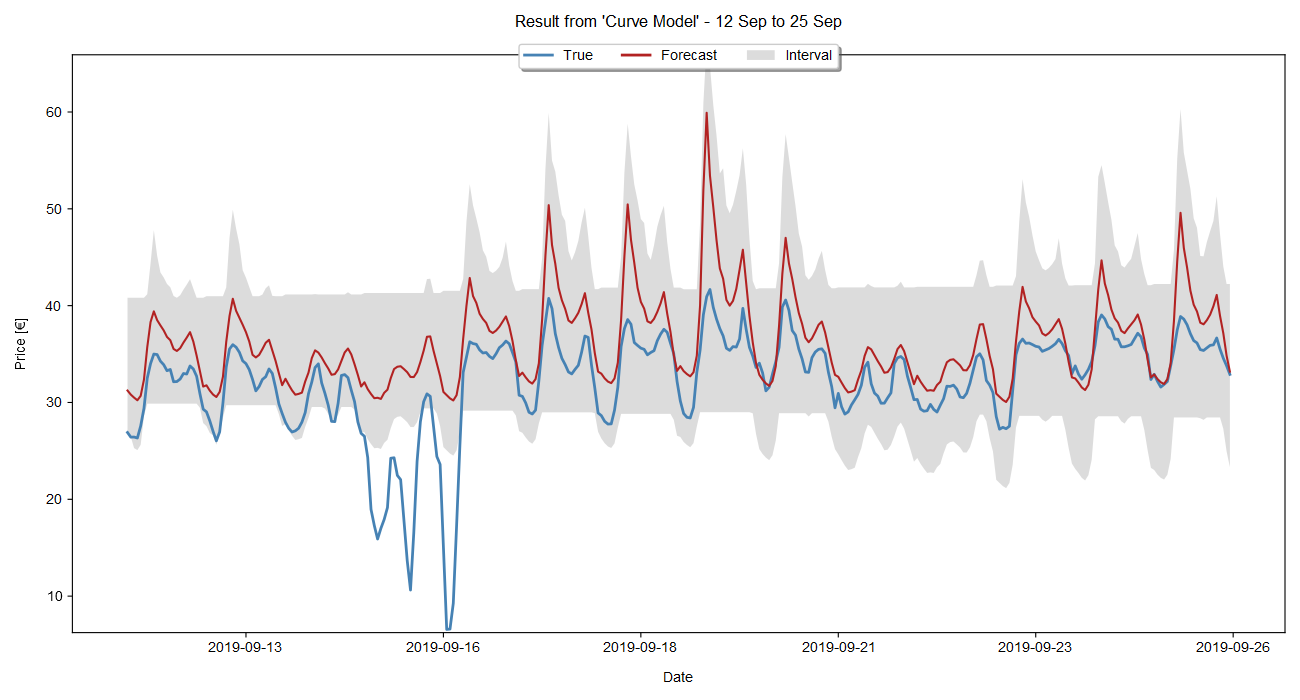 Result from 'Curve Model' - 12 Sep to 25 Sep
True Forecast Interval
60
50
40
30
20
10
Price [€]
2019-09-13 2019-09-16 2019-09-18 2019-09-21 2019-09-23 2019-09-26
Date